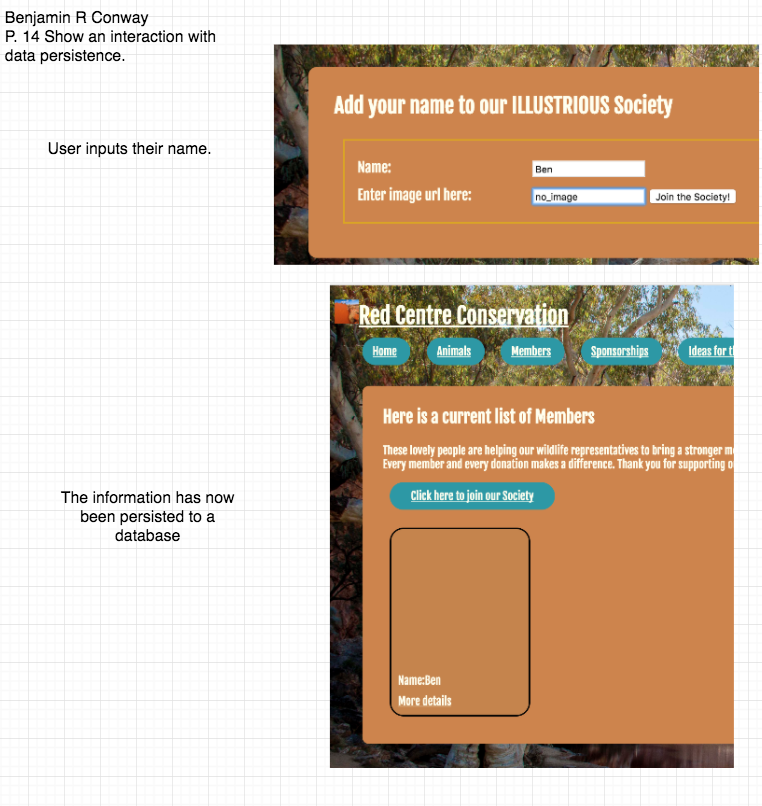 Benjamin R Conway
P. 14 Show an interaction with
data persistence.
Add your name to our ILLUSTRIOUS Society
User inputs their name.
Name:
Ben
Enter image url here:
no_image
Join the Society!
Red Centre Conservation
Home
Animals
Members
Sponsorships
Ideas for t
Here is a current list of Members
These lovely people are helping our wildlife representatives to bring a stronger m
Every member and every donation makes a difference. Thank you for supporting o
The information has now
been persisted to a
database
Click here to join our Society
Name:Ben
More details